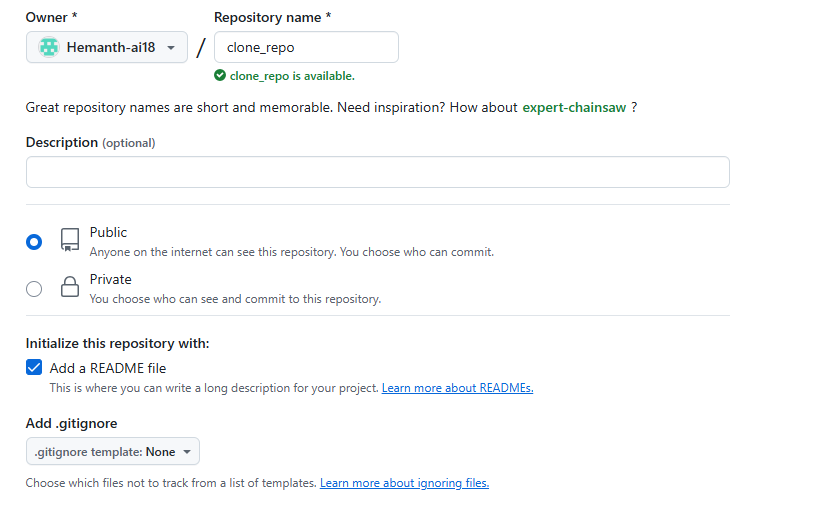 Owner * Repository name *
Hemanth-ai18 / clone_repo
clone_repo is available.
Great repository names are short and memorable. Need inspiration? How about expert-chainsaw ?
Description (optional)
Public
Anyone on the internet can see this repository. You choose who can commit.
Private
You choose who can see and commit to this repository.
Initialize this repository with:
Add a README file
This is where you can write a long description for your project. Learn more about READMEs.
Add .gitignore
.gitignore template: None
Choose which files not to track from a list of templates. Learn more about ignoring files.